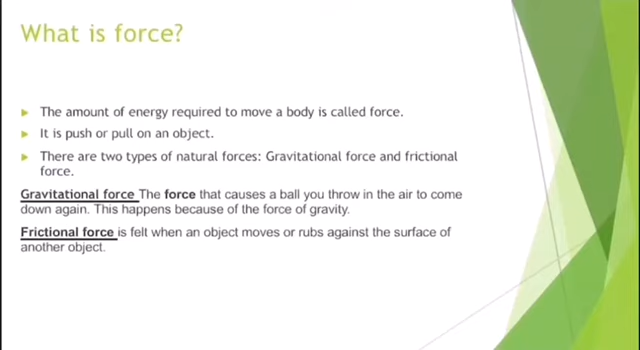 What is force?
The amount of energy required to move a body is called force.
It is push or pull on an object.
There are two types of natural forces: Gravitational force and frictional
force.
Gravitational force The force that causes a ball you throw in the air to come
down again. This happens because of the force of gravity.
Frictional force is felt when an object moves or rubs against the surface of
another object.